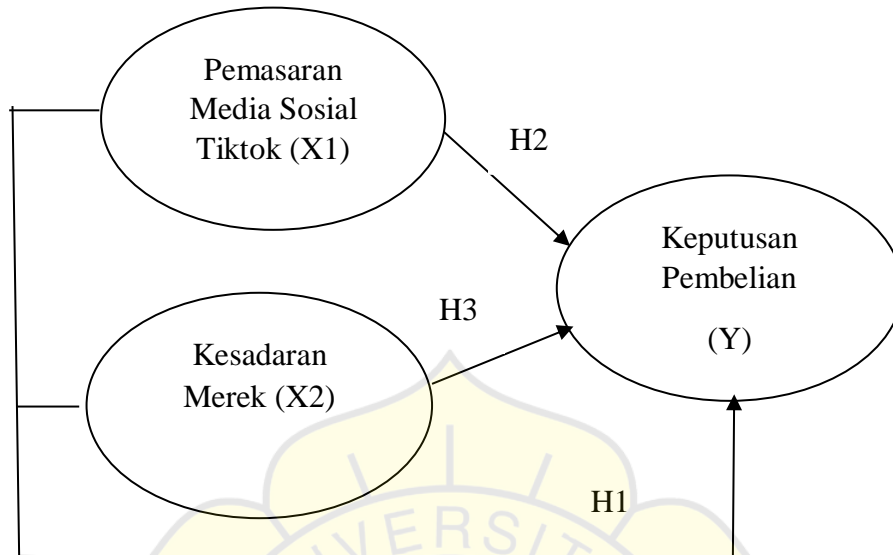 Pemasaran
Media Sosial
Tiktok (X1)
H2
Keputusan
Pembelian
(Y)
H3
Kesadaran
Merek (X2)
H1